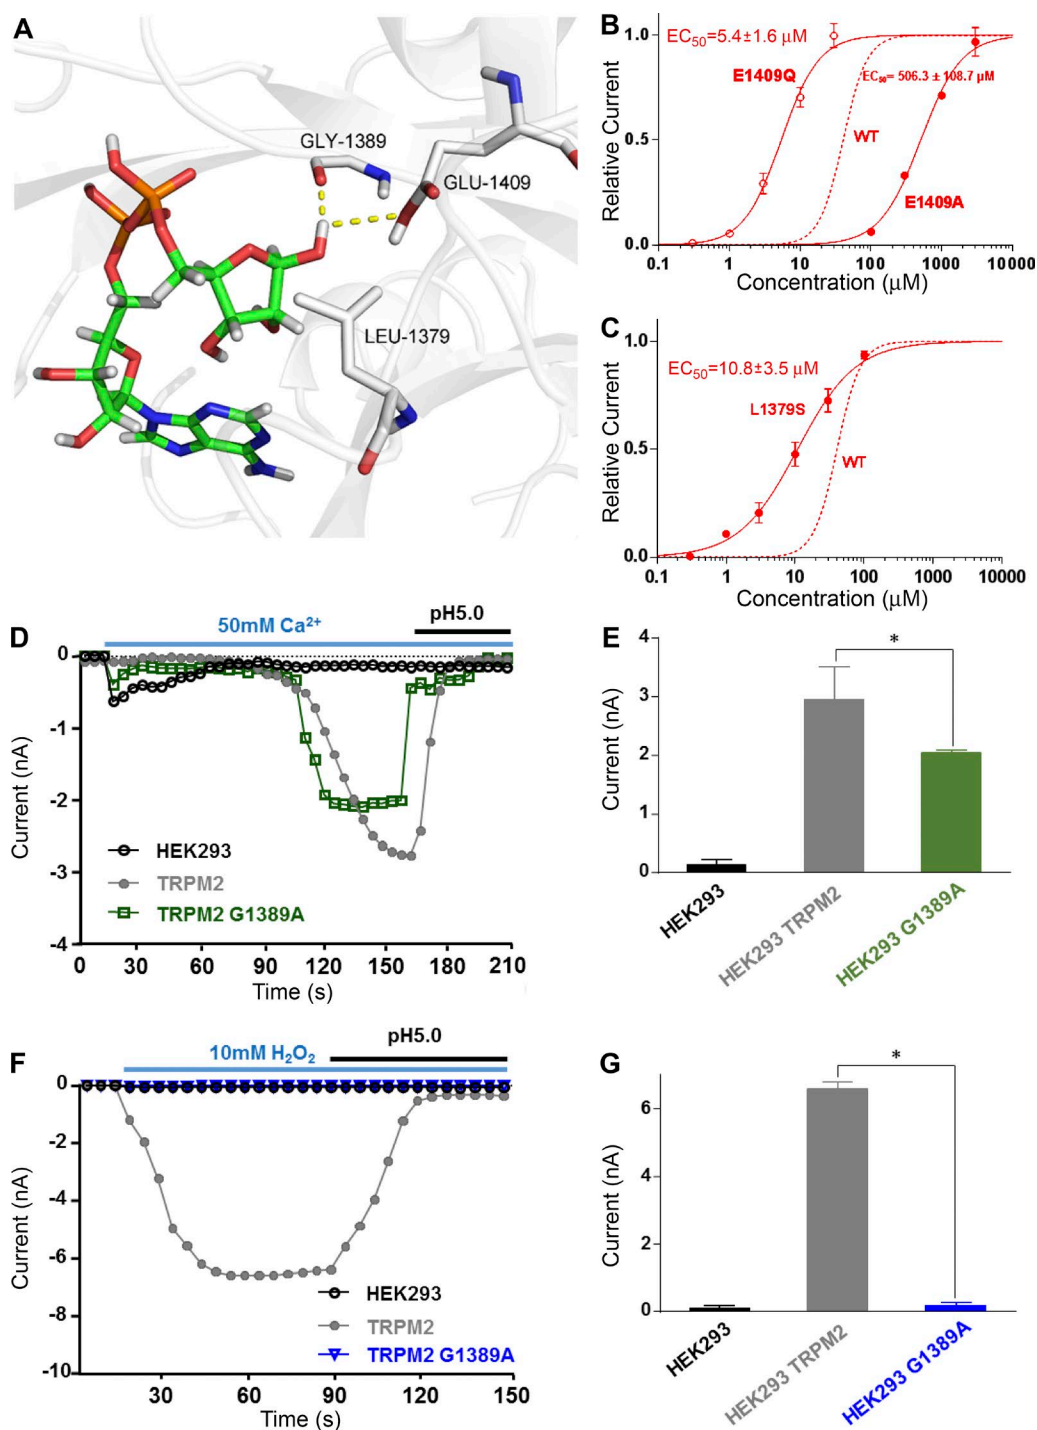 A
GLY-1389
GLU-1409
LEU-1379
B
Relative Current
1.0
0.5
0.0
EC50=5.4±1.6 μM
E1409Q
EC50= 506.3 ± 108.7 μM
WT
E1409A
0.1 1 10 100 1000 10000
Concentration (μM)
C
Relative Current
1.0
0.5
0.0
EC50=10.8±3.5 μM
L1379S
WT
0.1 1 10 100 1000 10000
Concentration (μM)
D
pH5.0
50mM Ca2+
Current (nA)
0
-1
-2
-3
-4
HEK293
TRPM2
TRPM2 G1389A
0 30 60 90 120 150 180 210
Time (s)
E
Current (nA)
4
3
2
1
0
*
HEK293
HEK293 TRPM2
HEK293 G1389A
F
pH5.0
10mM H2O2
Current (nA)
0
-2
-4
-6
-8
-10
HEK293
TRPM2
TRPM2 G1389A
30 60 90 120 150
Time (s)
G
Current (nA)
6
4
2
0
*
HEK293
HEK293 TRPM2
HEK293 G1389A